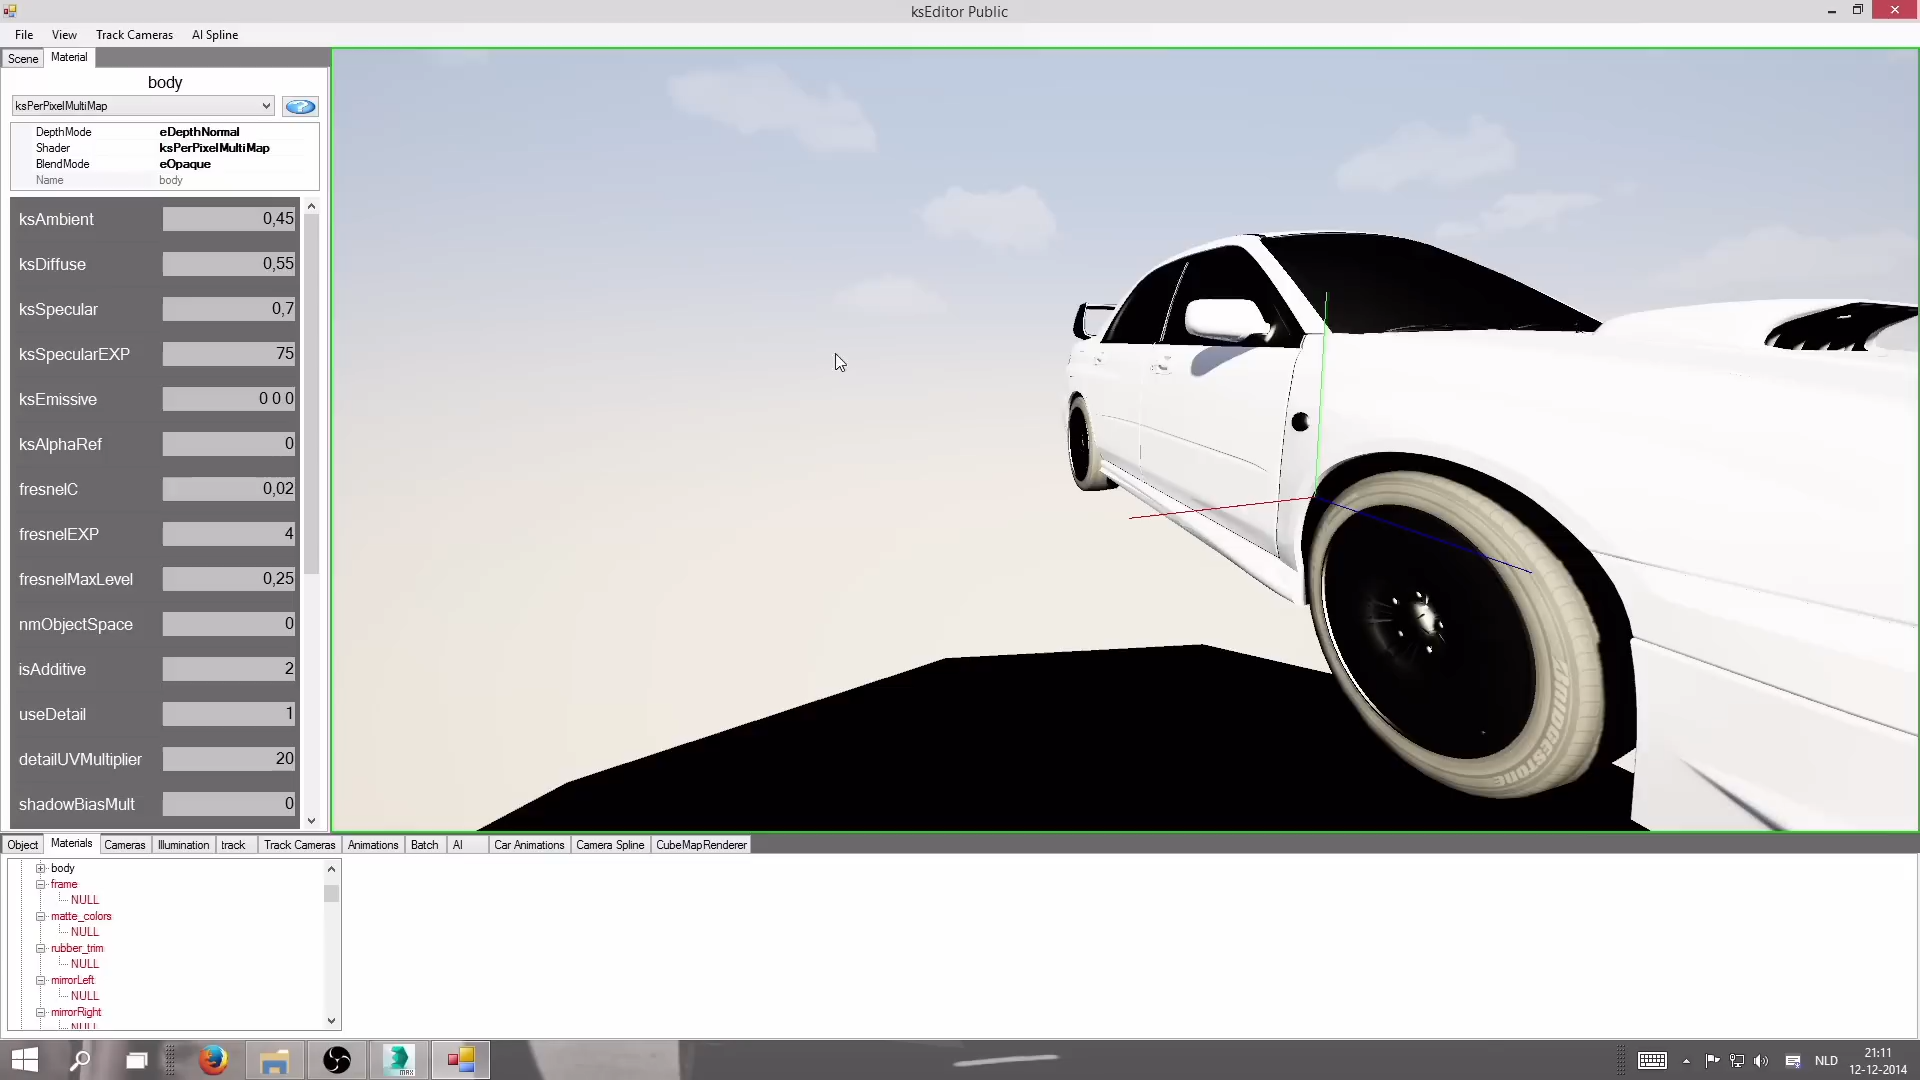 ksEditor Public
File View Track Cameras AI Spline
Scene Material
body
ksPerPixelMultiMap
DepthMode eDepthNormal
Shader ksPerPixelMultiMap
BlendMode eOpaque
Name body
ksAmbient 0,45
ksDiffuse 0,55
ksSpecular 0,7
ksSpecularEXP 75
ksEmissive 0 0 0
ksAlphaRef 0
fresnelC 0,02
fresnelEXP 4
fresnelMaxLevel 0,25
nmObjectSpace 0
isAdditive 2
useDetail 1
detailUVMultiplier 20
shadowBiasMult 0
BRIDGESTONE
Object Materials Cameras Illumination track Track Cameras Animations Batch AI Car Animations Camera Spline CubeMapRenderer
body
frame
NULL
matte_colors
NULL
rubber_trim
NULL
mirrorLeft
NULL
mirrorRight
NULL
MAX
NLD
21:11
12-12-2014